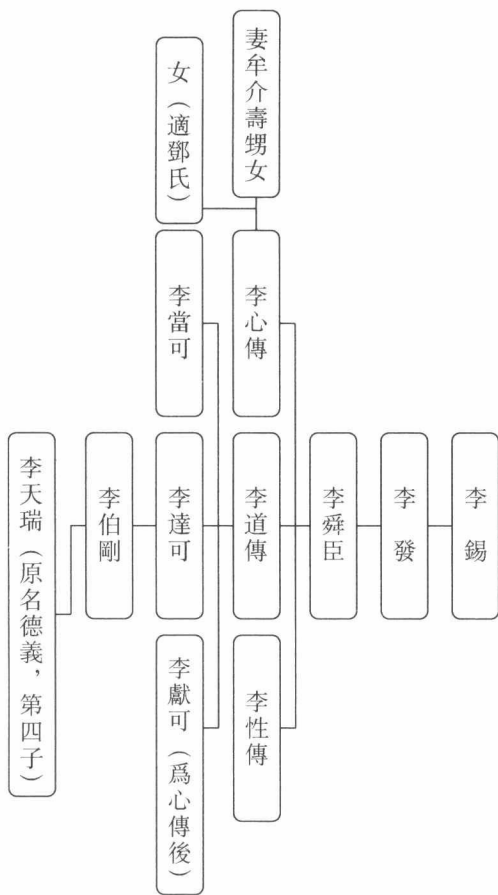 李錫
李發
李舜臣
李心傳
李道傳
李性傳
妻牟介壽甥女
女（適鄧氏）
李當可
李達可
李獻可（爲心傳後）
李伯剛
李天瑞（原名德義，第四子）